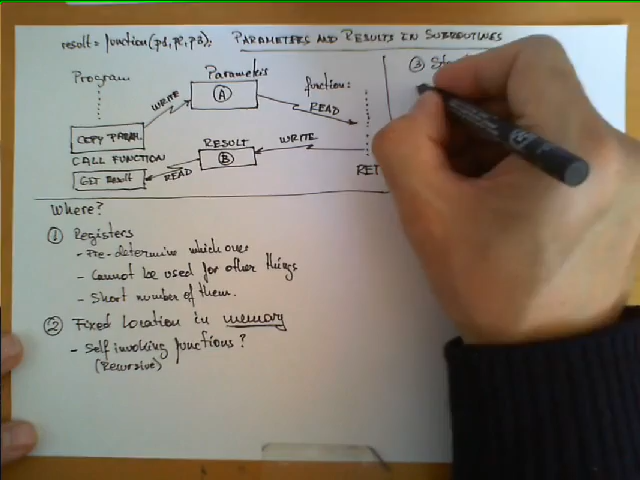 result = function(p1, p2, p3);
PARAMETERS AND RESULTS IN SUBROUTINES
Program
Parameters
function:
WRITE
A
READ
COPY PARAM
CALL FUNCTION
RESULT
B
WRITE
GET Result
READ
RET
Where?
1 Registers
- Pre-determine which ones
- Cannot be used for other things
- Short number of them.
2 Fixed Location in memory
- Self invoking functions?
(Recursive)
3